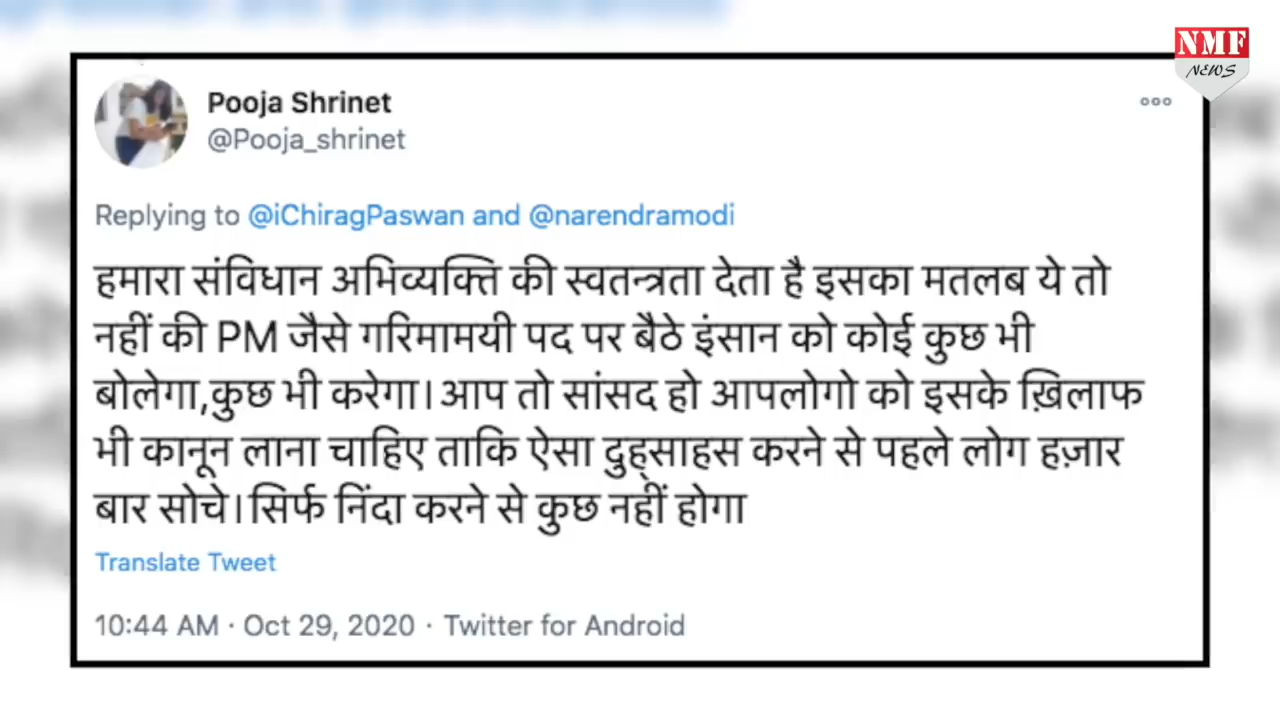 NMF
NEWS
Pooja Shrinet
@Pooja_shrinet
Replying to @iChiragPaswan and @narendramodi
हमारा संविधान अभिव्यक्ति की स्वतन्त्रता देता है इसका मतलब ये तो
नहीं की PM जैसे गरिमामयी पद पर बैठे इंसान को कोई कुछ भी
बोलेगा,कुछ भी करेगा।आप तो सांसद हो आपलोगो को इसके ख़िलाफ
भी कानून लाना चाहिए ताकि ऐसा दुह्साहस करने से पहले लोग हज़ार
बार सोचे।सिर्फ निंदा करने से कुछ नहीं होगा
Translate Tweet
10:44 AM · Oct 29, 2020 · Twitter for Android